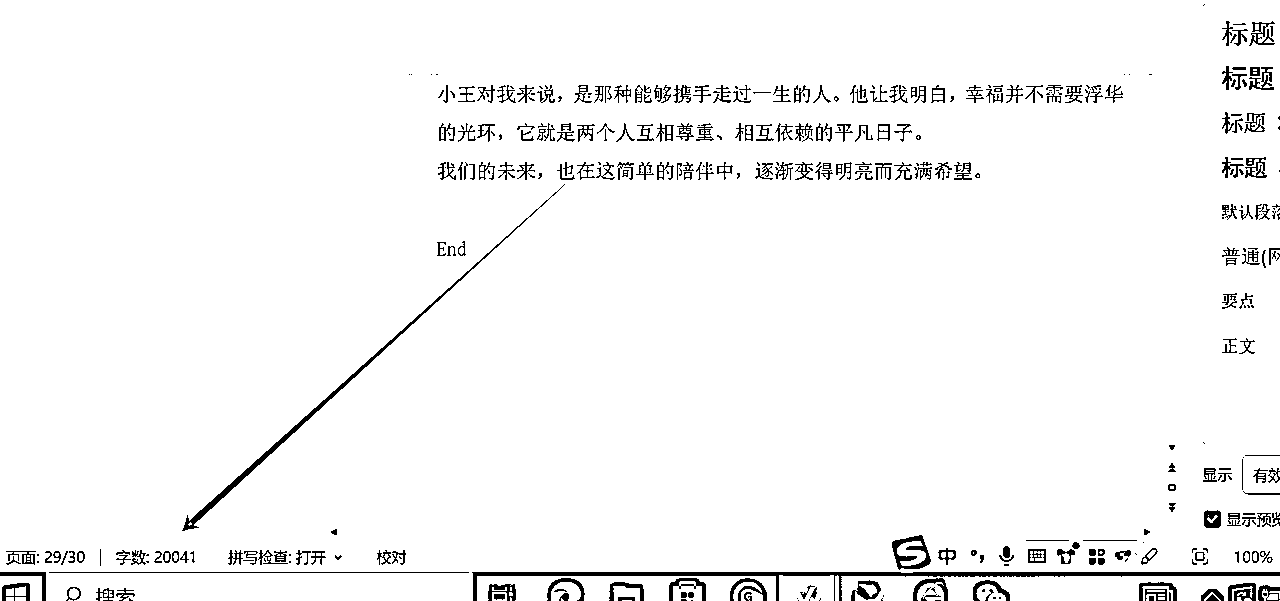 标题
标题
小王对我来说，是那种能够携手走过一生的人。他让我明白，幸福并不需要浮华
的光环，它就是两个人互相尊重、相互依赖的平凡日子。
标题
我们的未来，也在这简单的陪伴中，逐渐变得明亮而充满希望。
标题
默认段落
普通(网
End
要点
正文
显示 有效
显示预览
页面: 29/30 字数: 20041 拼写检查: 打开 校对 中 100%
搜索